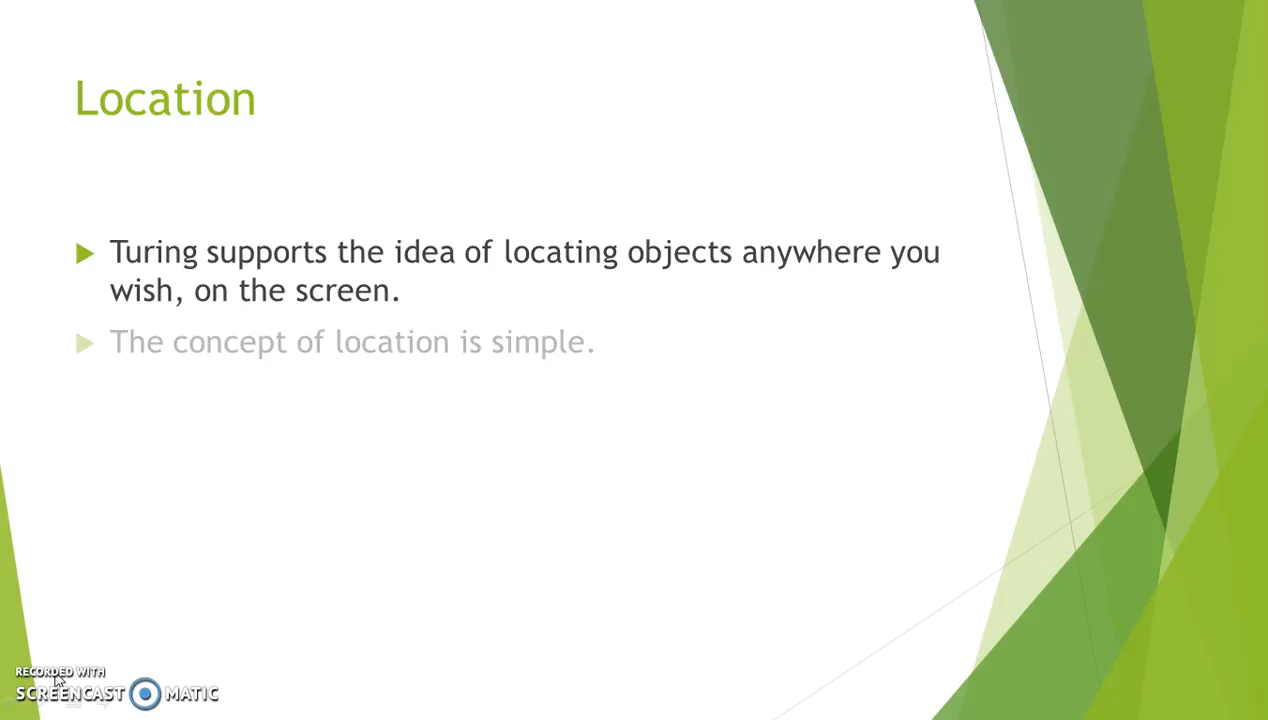 Location
Turing supports the idea of locating objects anywhere you
wish, on the screen.
The concept of location is simple.
RECORDED WITH
SCREENCAST MATIC